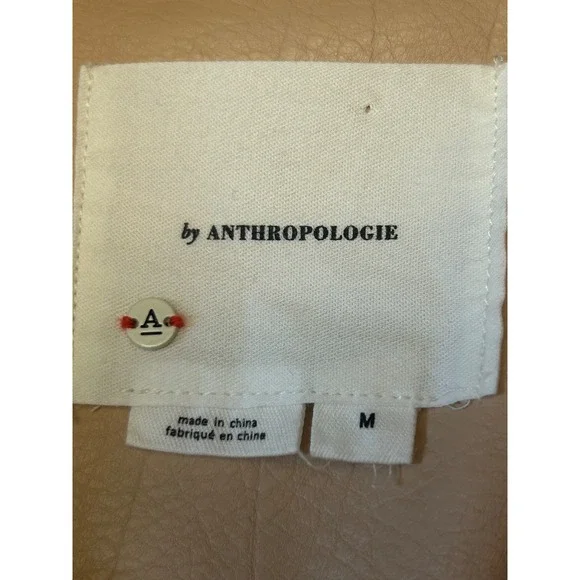 by ANTHROPOLOGIE
A
made in china
fabriqué en chine
M